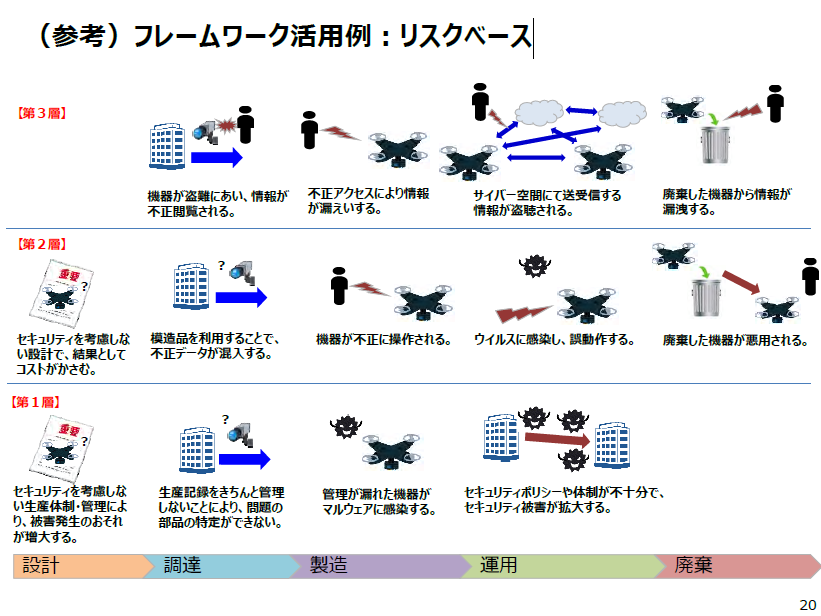 （参考）フレームワーク活用例：リスクベース
【第３層】
機器が盗難にあい、情報が
不正閲覧される。
不正アクセスにより情報
が漏えいする。
サイバー空間にて送受信する
情報が盗聴される。
廃棄した機器から情報が
漏洩する。
【第２層】
重要
?
セキュリティを考慮しな
い設計で、結果として
コストがかさむ。
?
模造品を利用することで、
不正データが混入する。
機器が不正に操作される。
ウイルスに感染し、誤動作する。
廃棄した機器が悪用される。
【第１層】
重要
?
セキュリティを考慮しな
い生産体制・管理によ
り、被害発生のおそれ
が増大する。
?
生産記録をきちんと管理
しないことにより、問題の
部品の特定ができない。
管理が漏れた機器が
マルウェアに感染する。
セキュリティポリシーや体制が不十分で、
セキュリティ被害が拡大する。
設計
調達
製造
運用
廃棄
20